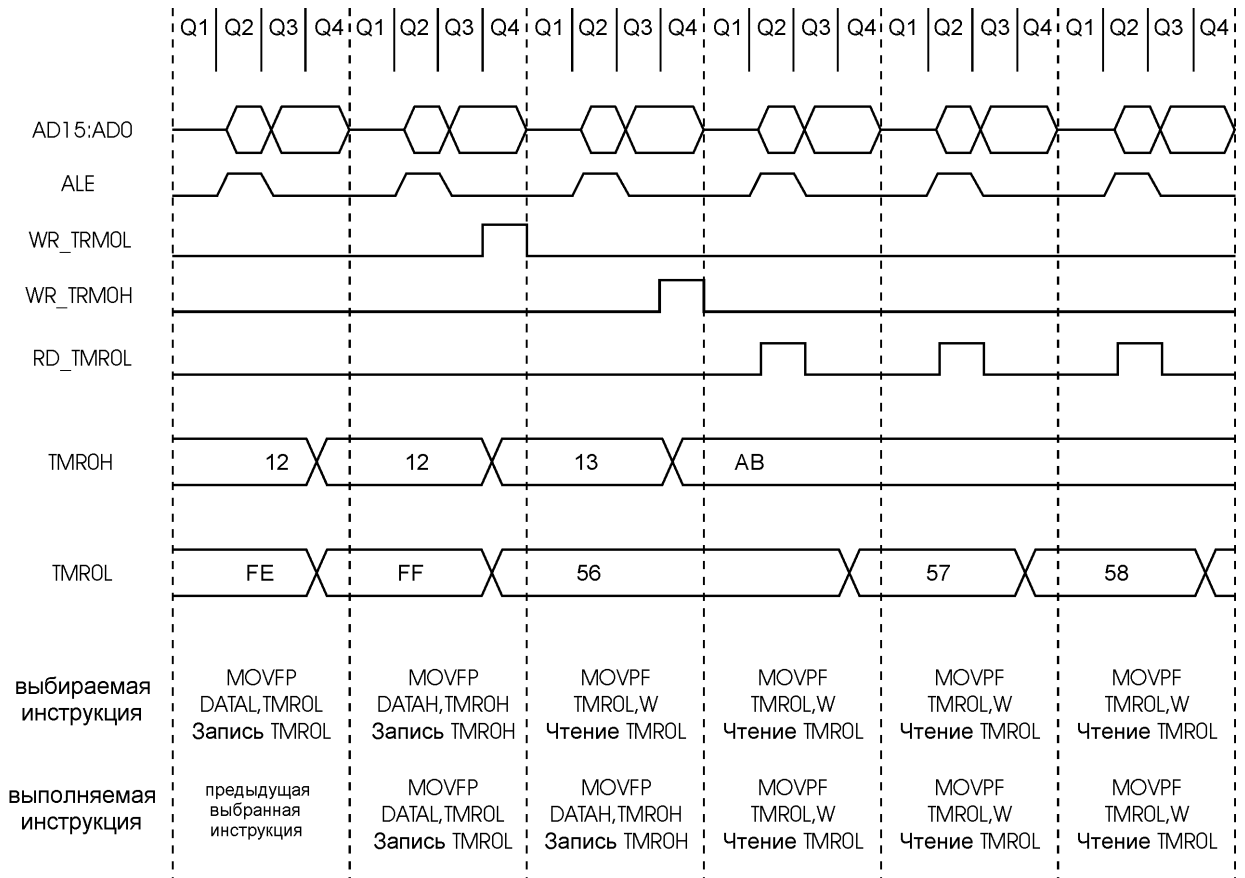 Q1 Q2 Q3 Q4 Q1 Q2 Q3 Q4 Q1 Q2 Q3 Q4 Q1 Q2 Q3 Q4 Q1 Q2 Q3 Q4 Q1 Q2 Q3 Q4
AD15:AD0
ALE
WR_TRM0L
WR_TRM0H
RD_TMR0L
TMR0H 12 12 13 AB
TMR0L FE FF 56 57 58
выбираемая инструкция
MOVFP
DATAL,TMR0L
Запись TMR0L
MOVFP
DATAH,TMR0H
Запись TMR0H
MOVPF
TMR0L,W
Чтение TMR0L
MOVPF
TMR0L,W
Чтение TMR0L
MOVPF
TMR0L,W
Чтение TMR0L
MOVPF
TMR0L,W
Чтение TMR0L
выполняемая инструкция
предыдущая
выбранная
инструкция
MOVFP
DATAL,TMR0L
Запись TMR0L
MOVFP
DATAH,TMR0H
Запись TMR0H
MOVPF
TMR0L,W
Чтение TMR0L
MOVPF
TMR0L,W
Чтение TMR0L
MOVPF
TMR0L,W
Чтение TMR0L